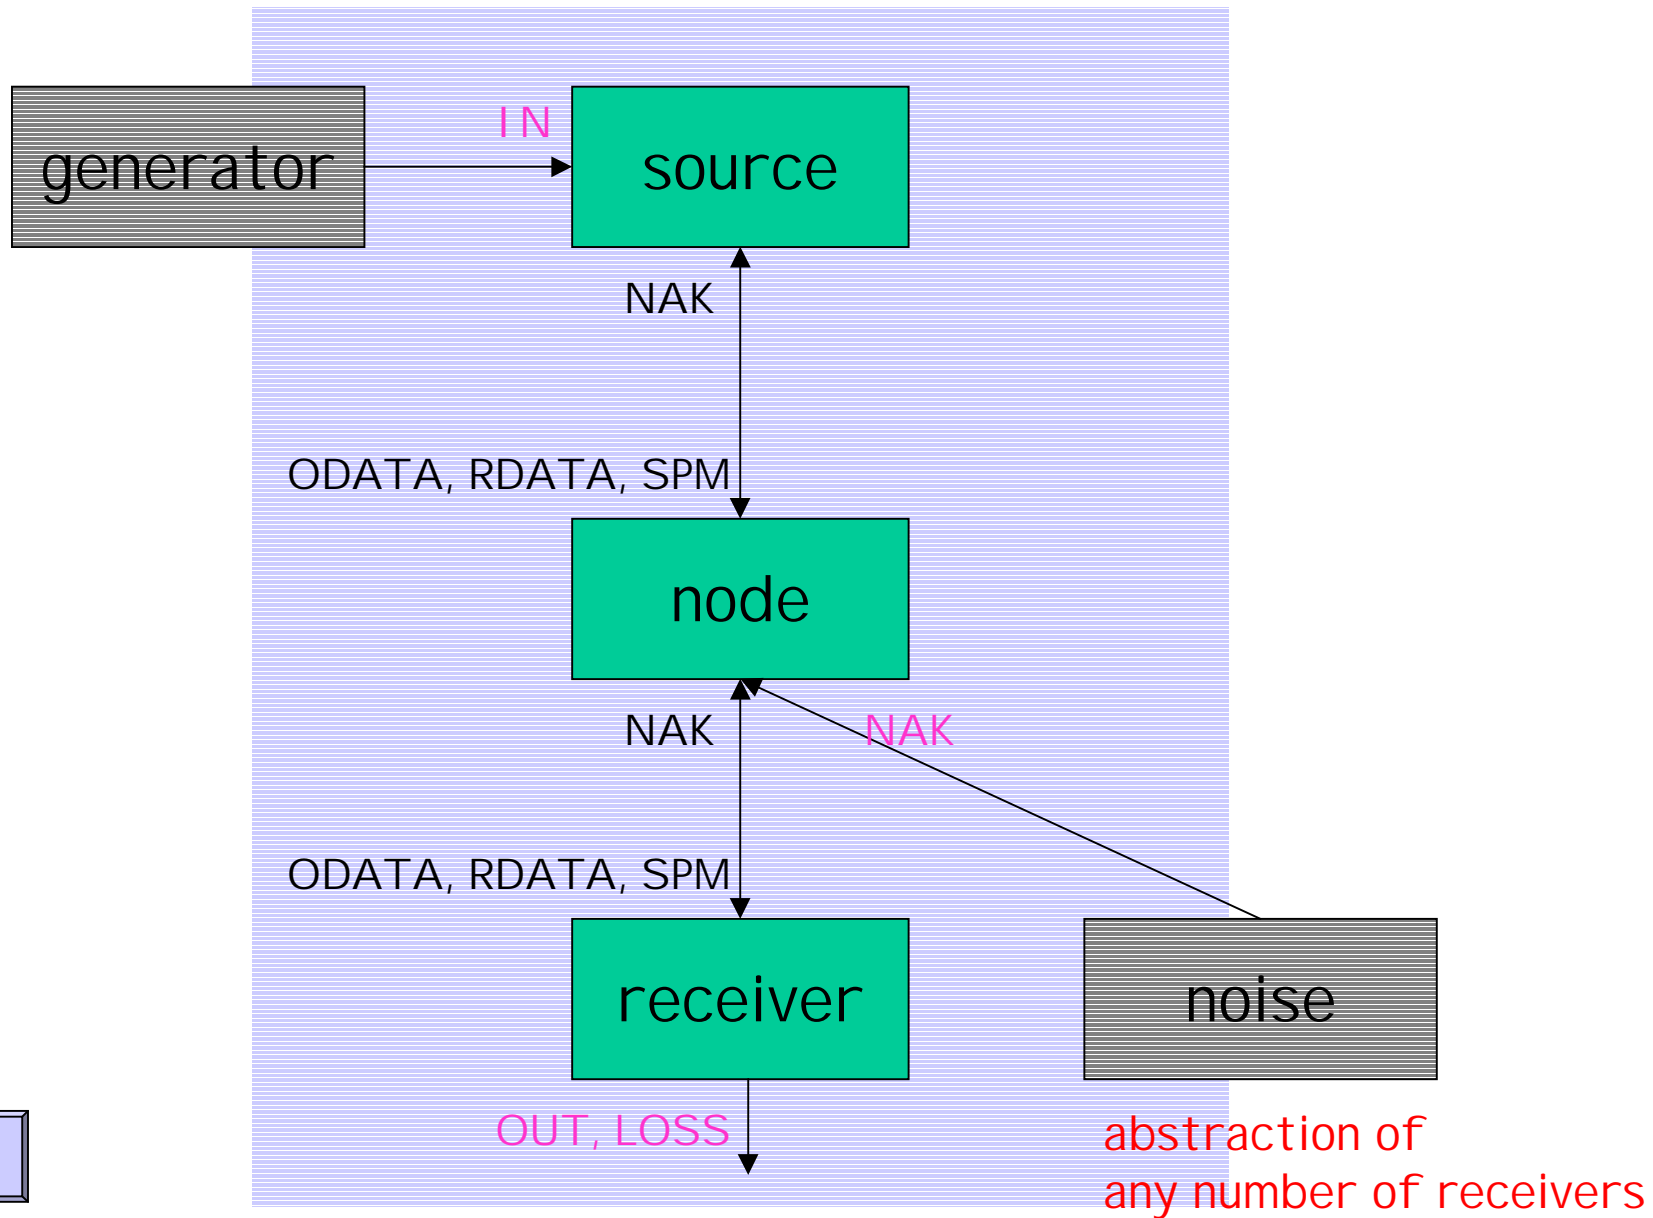 IN
generator
source
NAK
ODATA, RDATA, SPM
node
NAK
NAK
ODATA, RDATA, SPM
receiver
noise
OUT, LOSS
abstraction of
any number of receivers